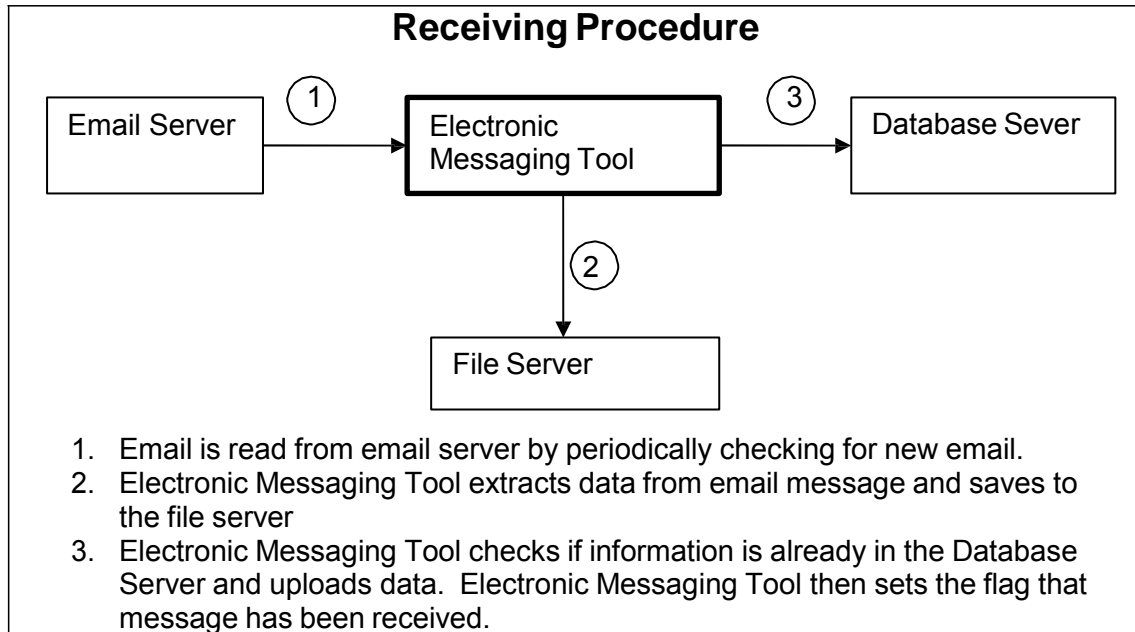 Receiving Procedure
1
3
Email Server
Electronic
Messaging Tool
Database Sever
2
File Server
1. Email is read from email server by periodically checking for new email.
2. Electronic Messaging Tool extracts data from email message and saves to
the file server
3. Electronic Messaging Tool checks if information is already in the Database
Server and uploads data. Electronic Messaging Tool then sets the flag that
message has been received.